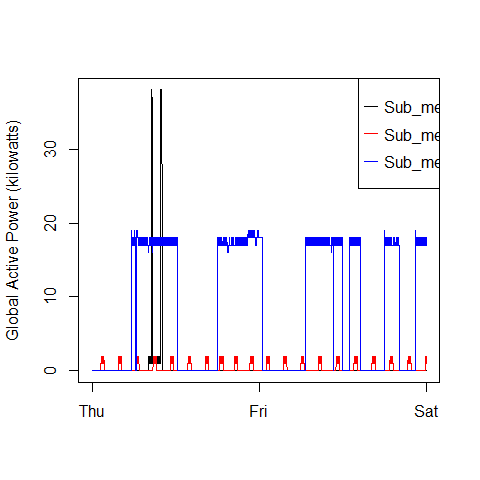 Global Active Power (kilowatts)
30
20
10
0
Sub_me
Sub_me
Sub_me
Thu Fri Sat